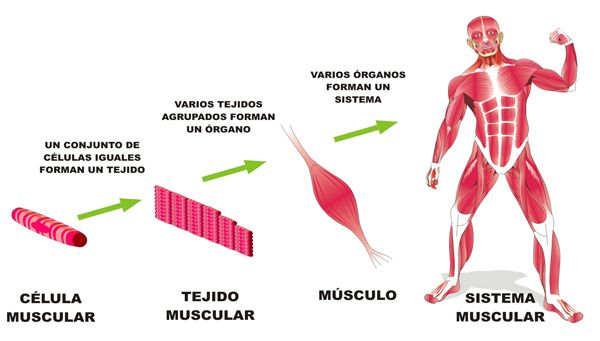 UN CONJUNTO DE
CÉLULAS IGUALES
FORMAN UN TEJIDO
VARIOS TEJIDOS
AGRUPADOS FORMAN
UN ÓRGANO
VARIOS ÓRGANOS
FORMAN UN
SISTEMA
CÉLULA
MUSCULAR
TEJIDO
MUSCULAR
MÚSCULO
SISTEMA
MUSCULAR